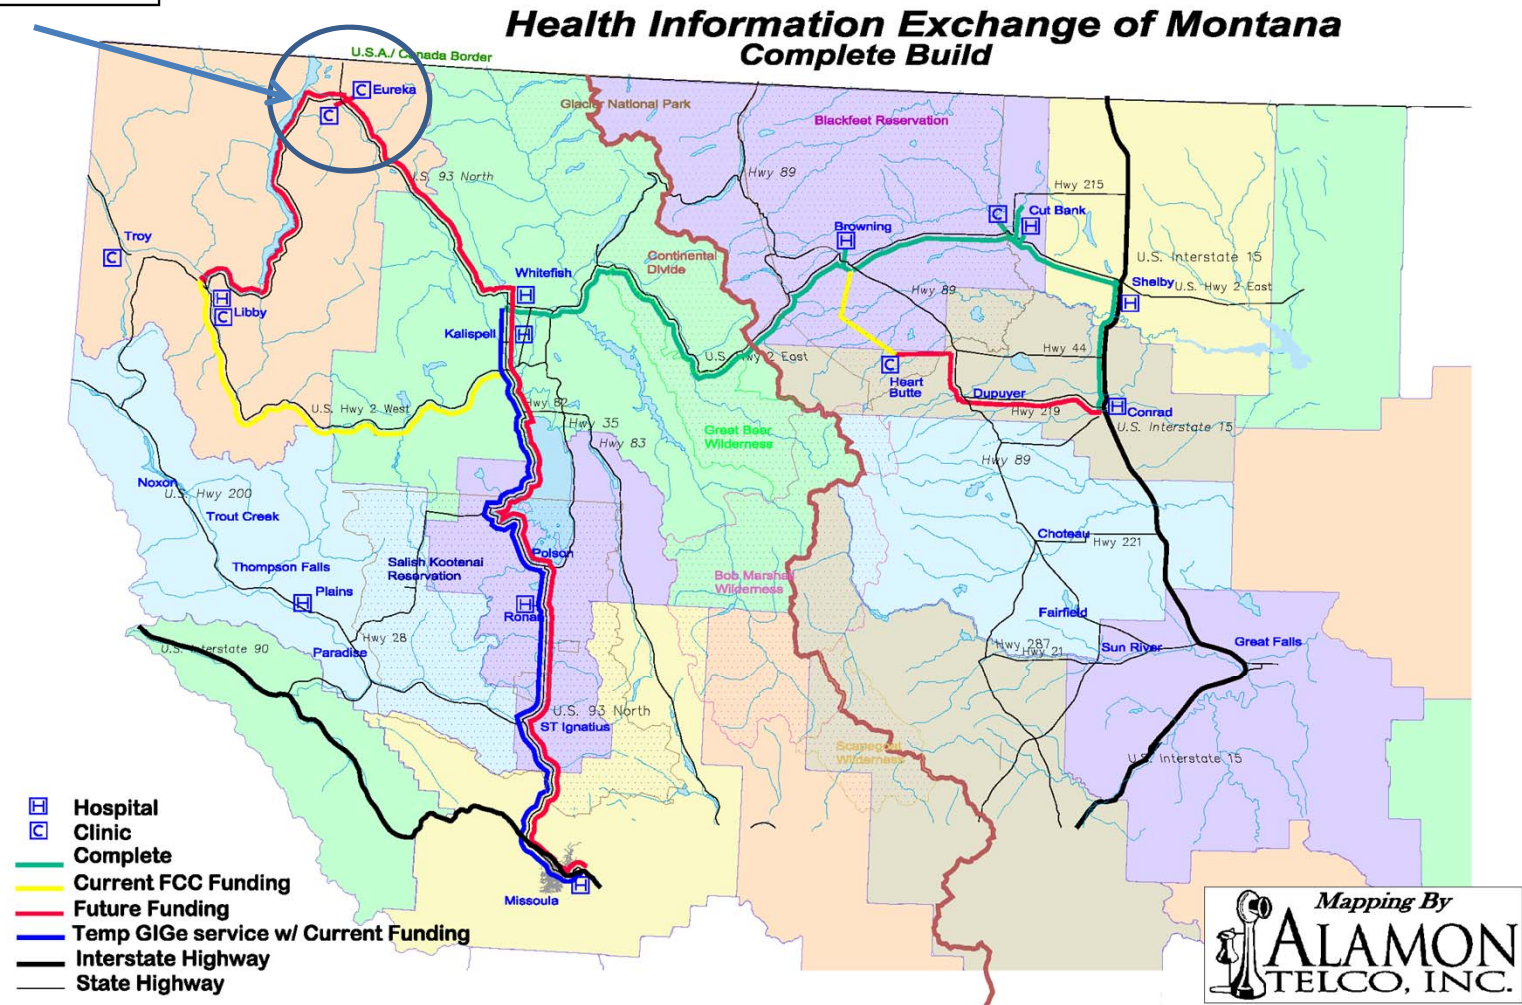 Health Information Exchange of Montana
Complete Build
U.S.A./ Canada Border
C Eureka
C
Glacier National Park
Blackfeet Reservation
U.S. 93 North
Hwy 89
Hwy 215
C
Cut Bank
H
Troy
C
Browning
H
Continental
Divide
U.S. Interstate 15
Whitefish
H
Shelby
U.S. Hwy 2 East
H
Hwy 89
H
C Libby
Kalispell
H
Hwy 44
U.S. Hwy 2 East
C
Heart
Butte
Dupuyer
Hwy 219
H Conrad
U.S. Interstate 15
U.S. Hwy 2 West
Hwy 82
Hwy 35
Hwy 83
Great Bear
Wilderness
Hwy 89
Noxon
U.S. Hwy 200
Trout Creek
Choteau
Hwy 221
Polson
Salish Kootenai
Reservation
Thompson Falls
Bob Marshall
Wilderness
Plains
H
H
Ronan
Fairfield
Hwy 28
Hwy 287
Hwy 21
Sun River
Great Falls
U.S. Interstate 90
Paradise
U.S. 93 North
ST Ignatius
Scapegoat
Wilderness
U.S. Interstate 15
H Hospital
C Clinic
Complete
Current FCC Funding
Future Funding
Temp GIGe service w/ Current Funding
Interstate Highway
State Highway
H
Missoula
Mapping By
ALAMON
TELCO, INC.